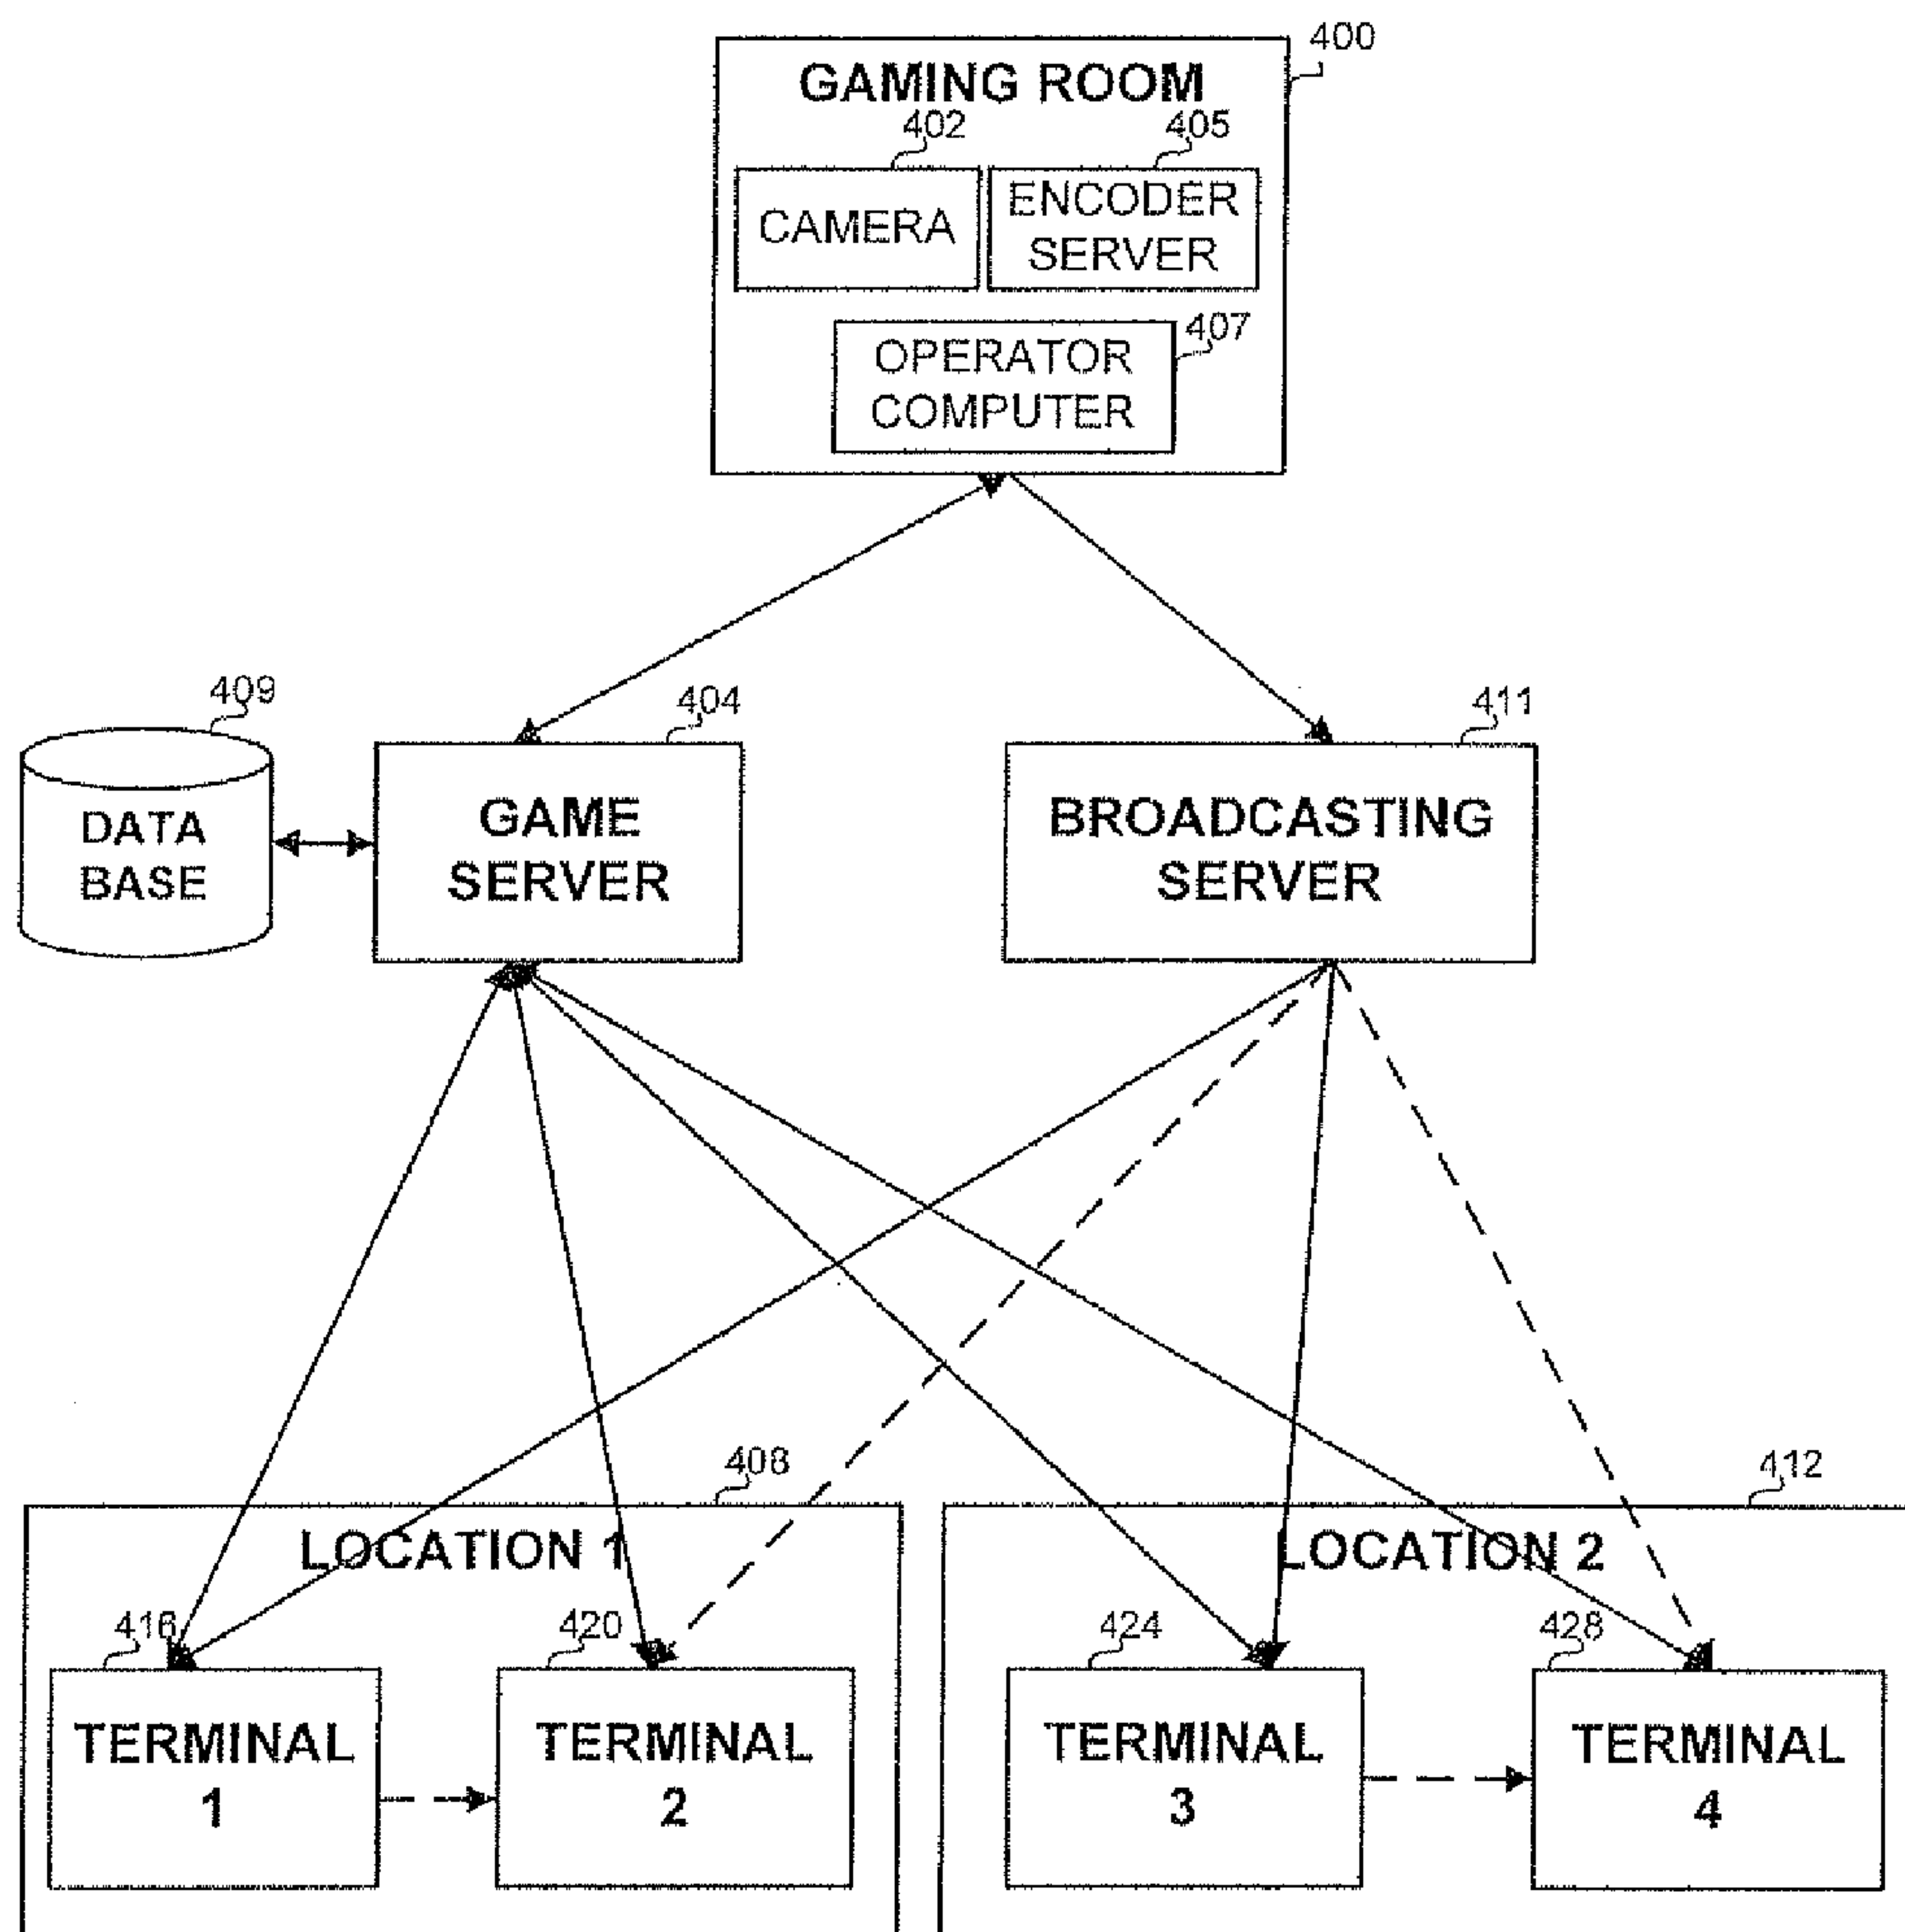 400
GAMING ROOM
402
405
CAMERA
ENCODER
SERVER
407
OPERATOR
COMPUTER
409
404
411
DATA
BASE
GAME
SERVER
BROADCASTING
SERVER
408
412
LOCATION 1
LOCATION 2
416
420
424
428
TERMINAL
1
TERMINAL
2
TERMINAL
3
TERMINAL
4